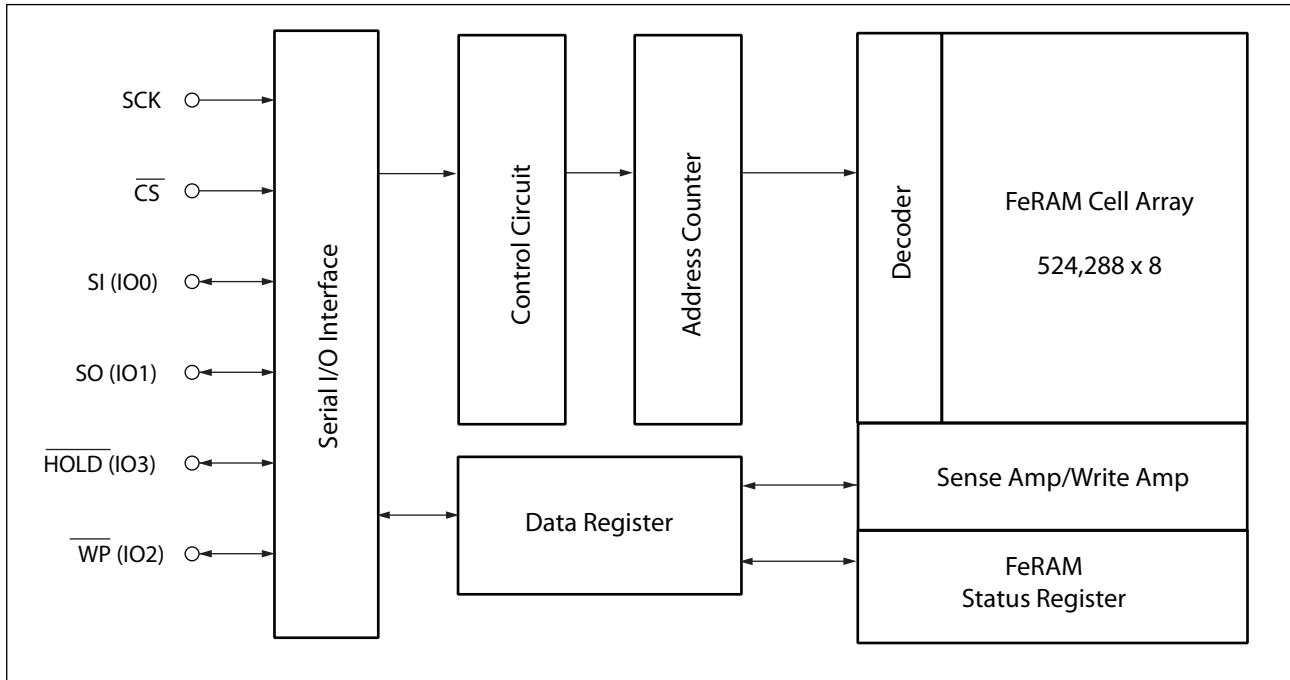 SCK
CS
SI (IO0)
SO (IO1)
HOLD (IO3)
WP (IO2)
Serial I/O Interface
Control Circuit
Address Counter
Decoder
FeRAM Cell Array
524,288 x 8
Data Register
Sense Amp/Write Amp
FeRAM
Status Register